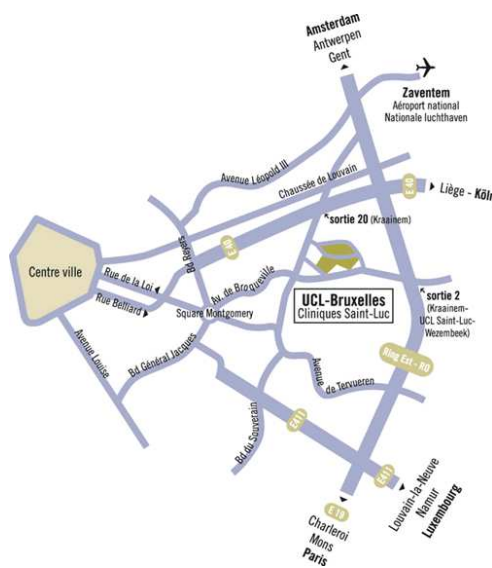 Amsterdam
Antwerpen
Gent
Zaventem
Aéroport national
Nationale luchthaven
Avenue Léopold III
Chaussée de Louvain
E 40
Liège - Köln
sortie 20 (Kraainem)
Bd Reyers
E40
Centre ville
Rue de la Loi
Rue Belliard
Av. de Broqueville
Square Montgomery
UCL-Bruxelles
Cliniques Saint-Luc
sortie 2
(Kraainem-
UCL Saint-Luc-
Wezembeek)
Ring Est - RO
Avenue Louise
Bd Général Jacques
Avenue
de Tervueren
Bd du Souverain
E411
E411
E 19
Charleroi
Mons
Paris
Louvain-la-Neuve
Namur
Luxembourg